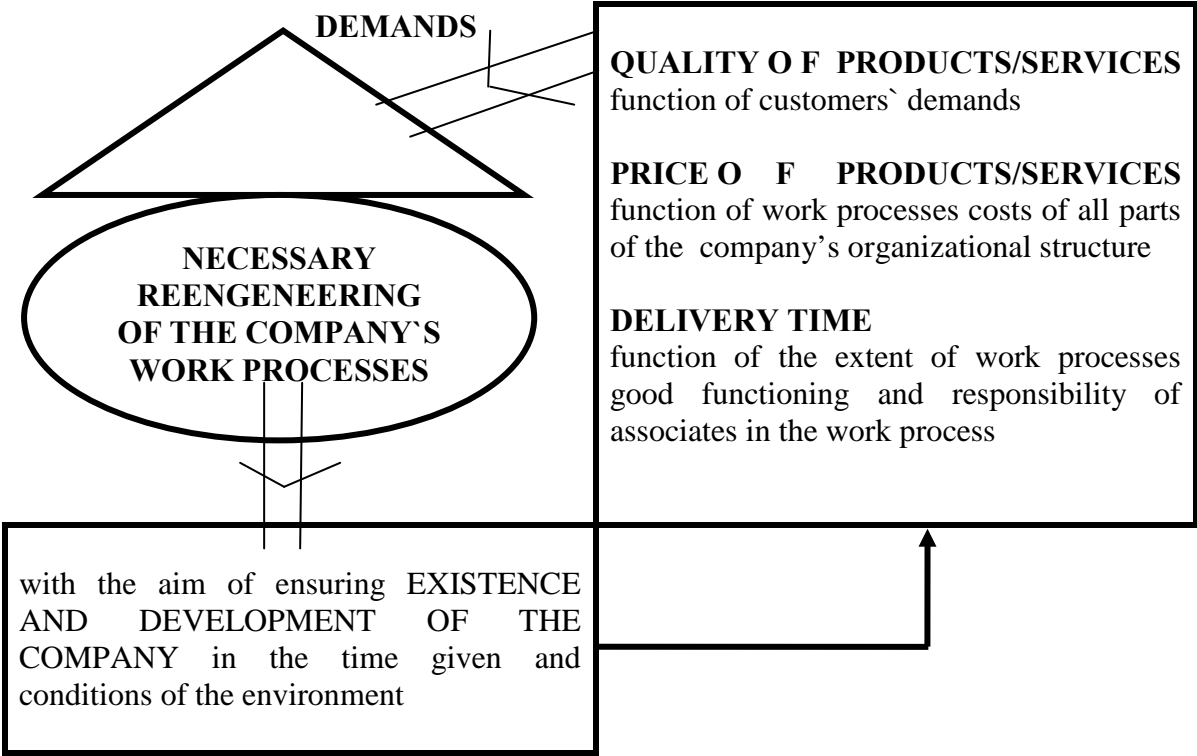 DEMANDS
QUALITY O F PRODUCTS/SERVICES
function of customers` demands
PRICE O F PRODUCTS/SERVICES
function of work processes costs of all parts
of the company’s organizational structure
DELIVERY TIME
function of the extent of work processes
good functioning and responsibility of
associates in the work process
NECESSARY
REENGENEERING
OF THE COMPANY`S
WORK PROCESSES
with the aim of ensuring EXISTENCE
AND DEVELOPMENT OF THE
COMPANY in the time given and
conditions of the environment